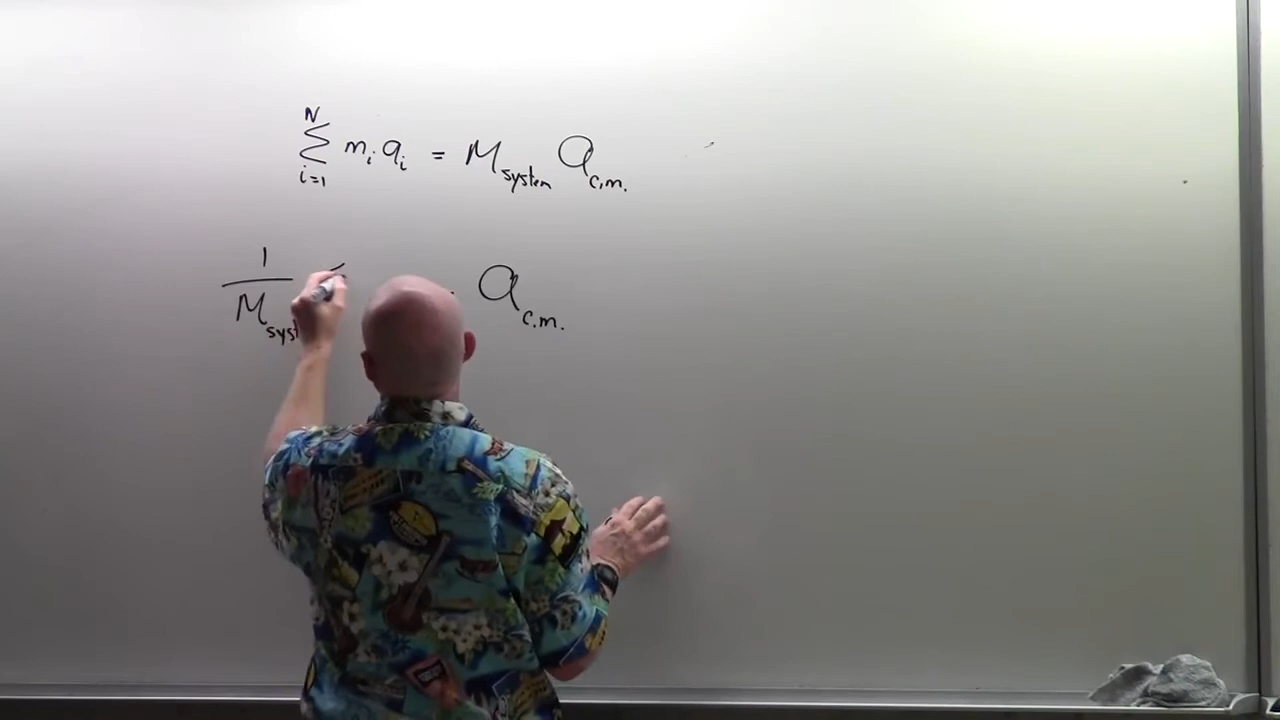 N
∑ mᵢ aᵢ = M_system a_c.m.
i=1
1
M_syst a_c.m.